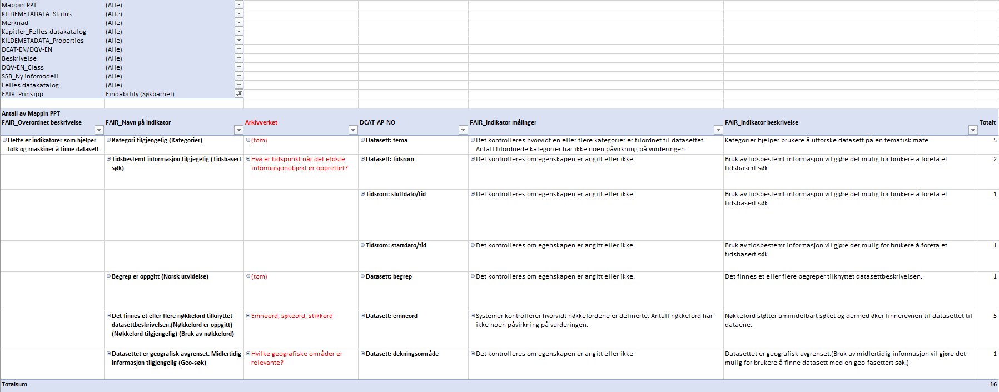 Mappin PPT (Alle)
KILDEMETADATA_Status (Alle)
Merknad (Alle)
Kapitler_Felles datakatalog (Alle)
KILDEMETADATA_Properties (Alle)
DCAT-EN/DQV-EN (Alle)
Beskrivelse (Alle)
DQV-EN_Class (Alle)
SSB_Ny infomodell (Alle)
Felles datakatalog (Alle)
FAIR_Prinsipp Findability (Søkbarhet)
Antall av Mappin PPT
FAIR_Overordnet beskrivelse FAIR_Navn på indikator Arkivverket DCAT-AP-NO FAIR_Indikator målinger FAIR_Indikator beskrivelse Totalt
Dette er indikatorer som hjelper Kategori tilgjengelig (Kategorier) (tom) Datasett: tema Det kontrolleres hvorvidt en eller flere kategorier er tilordnet til datasettet. Kategorier hjelper brukere å utforske datasett på en tematisk måte 5
folk og maskiner å finne datasett Antall tilordnede kategorier har ikke noen påvirkning på vurderingen.
Tidsbestemt informasjon tilgjegelig (Tidsbasert Hva er tidspunkt når det eldste Datasett: tidsrom Det kontrolleres om egenskapen er angitt eller ikke. Bruk av tidsbestemt informasjon vil gjøre det mulig for brukere å foreta et 2
søk) informasjonobjekt er opprettet? tidsbasert søk.
Tidsrom: sluttdato/tid Det kontrolleres om egenskapen er angitt eller ikke. Bruk av tidsbestemt informasjon vil gjøre det mulig for brukere å foreta et 1
tidsbasert søk.
Tidsrom: startdato/tid Det kontrolleres om egenskapen er angitt eller ikke. Bruk av tidsbestemt informasjon vil gjøre det mulig for brukere å foreta et 1
tidsbasert søk.
Begrep er oppgitt (Norsk utvidelse) (tom) Datasett: begrep Det kontrolleres om egenskapen er angitt eller ikke. Det finnes et eller flere begreper tilknyttet datasettbeskrivelsen. 1
Det finnes et eller flere nøkkelord tilknyttet Emneord, søkeord, stikkord Datasett: emneord Systemer kontrollerer hvorvidt nøkkelordene er definerte. Antall nøkkelord har Nøkkelord støtter ummidelbart søket og dermed øker finnerevnen til datasettet til 5
datasettbeskrivelsen.(Nøkkelord er oppgitt) ikke noen påvirkning på vurderingen. dataene.
(Nøkkelord tilgjengelig) (Bruk av nøkkelord)
Datasettet er geografisk avgrenset. Midlertidig Hvilke geografiske områder er Datasett: dekningsområde Det kontrolleres om egenskapen er angitt eller ikke Datasettet er geografisk avgrenset.(Bruk av midlertidig informasjon vil gjøre det 1
informasjon tilgjengelig (Geo-søk) relevante? mulig for brukere å finne datasett med en geo-fasettert søk.)
Totalsum 16